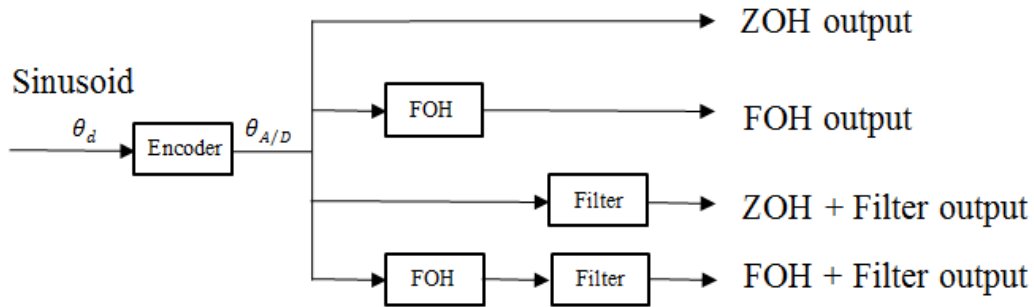 ZOH output
Sinusoid
θd
Encoder
θA/D
FOH
FOH output
Filter
ZOH + Filter output
FOH
Filter
FOH + Filter output